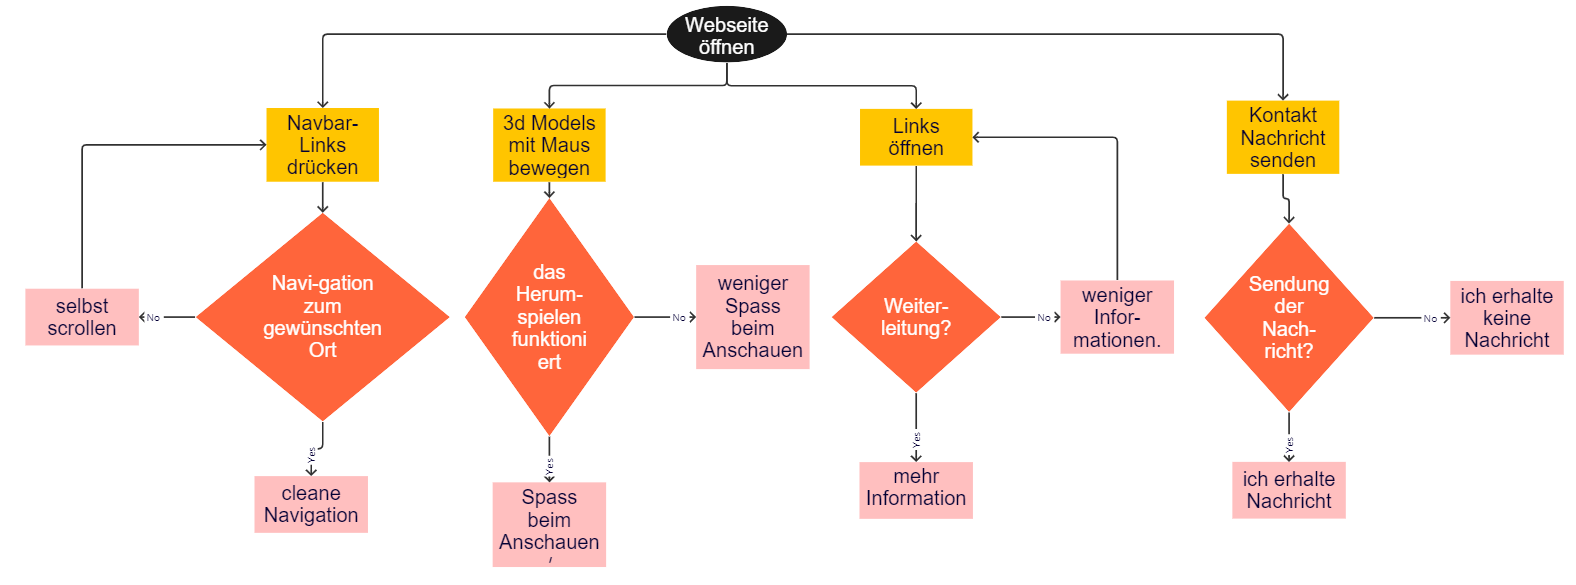 Webseite
öffnen
Navbar-
Links
drücken
3d Models
mit Maus
bewegen
Links
öffnen
Kontakt
Nachricht
senden
selbst
scrollen
No
Navi-gation
zum
gewünschten
Ort
das
Herum-
spielen
funktioni
ert
No
weniger
Spass
beim
Anschauen
Weiter-
leitung?
No
weniger
Infor-
mationen.
Sendung
der
Nach-
richt?
No
ich erhalte
keine
Nachricht
Yes
cleane
Navigation
Yes
Spass
beim
Anschauen
Yes
mehr
Information
Yes
ich erhalte
Nachricht